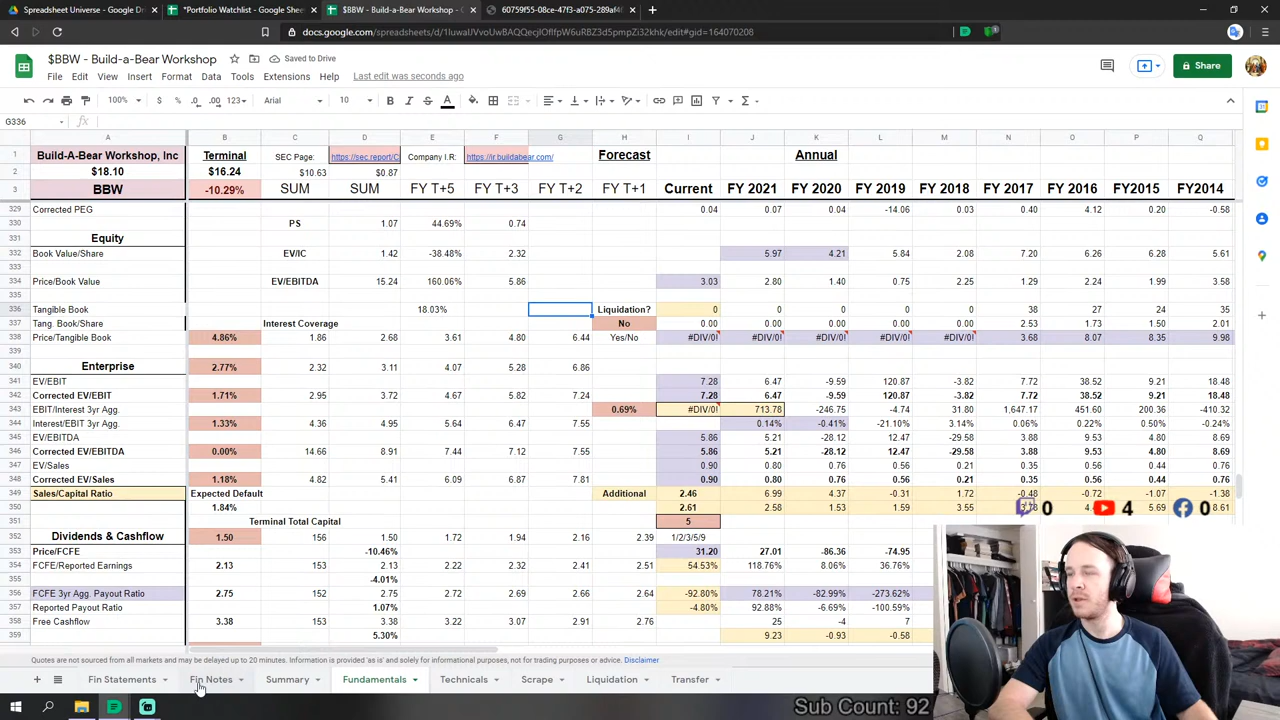 Spreadsheet Universe - Google Dr
*Portfolio Watchlist - Google Shee
$BBW - Build-a-Bear Workshop -
60759f55-08ce-47f3-a075-289af4
docs.google.com
$BBW - Build-a-Bear Workshop Saved to Drive
File Edit View Insert Format Data Tools Extensions Help Last edit was seconds ago Share
100% $ % .0 .00 123 Arial 10
G336
A B C D E F G H I J K L M N O P Q
1 Build-A-Bear Workshop, Inc Terminal SEC Page: https://sec.report/C Company I.R: https://ir.buildabear.com/ Forecast Annual
2 $18.10 $16.24 $10.63 $0.87
3 BBW -10.29% SUM SUM FY T+5 FY T+3 FY T+2 FY T+1 Current FY 2021 FY 2020 FY 2019 FY 2018 FY 2017 FY 2016 FY2015 FY2014
329 Corrected PEG 0.04 0.07 0.04 -14.06 0.03 0.40 4.12 0.20 -0.58
330 PS 1.07 44.69% 0.74
331 Equity
332 Book Value/Share EV/IC 1.42 -38.48% 2.32 5.97 4.21 5.84 2.08 7.20 6.26 6.28 5.61
333
334 Price/Book Value EV/EBITDA 15.24 160.06% 5.86 3.03 2.80 1.40 0.75 2.25 1.29 2.24 1.99 3.58
335
336 Tangible Book 18.03% Liquidation? 0 0 0 0 0 38 27 24 35
337 Tang. Book/Share Interest Coverage No 0.00 0.00 0.00 0.00 0.00 2.53 1.73 1.50 2.01
338 Price/Tangible Book 4.86% 1.86 2.68 3.61 4.80 6.44 Yes/No #DIV/0! #DIV/0! #DIV/0! #DIV/0! #DIV/0! 3.68 8.07 8.35 9.98
339
340 Enterprise 2.77% 2.32 3.11 4.07 5.28 6.86
341 EV/EBIT 7.28 6.47 -9.59 120.87 -3.82 7.72 38.52 9.21 18.48
342 Corrected EV/EBIT 1.71% 2.95 3.72 4.67 5.82 7.24 7.28 6.47 -9.59 120.87 -3.82 7.72 38.52 9.21 18.48
343 EBIT/Interest 3yr Agg. 0.69% #DIV/0! 713.78 -246.75 -4.74 31.80 1,647.17 451.60 200.36 -410.32
344 Interest/EBIT 3yr Agg. 1.33% 4.36 4.95 5.64 6.47 7.55 0.14% -0.41% -21.10% 3.14% 0.06% 0.22% 0.50% -0.24%
345 EV/EBITDA 5.86 5.21 -28.12 12.47 -29.58 3.88 9.53 4.80 8.69
346 Corrected EV/EBITDA 0.00% 14.66 8.91 7.44 7.12 7.55 5.86 5.21 -28.12 12.47 -29.58 3.88 9.53 4.80 8.69
347 EV/Sales 0.90 0.80 0.76 0.56 0.21 0.35 0.56 0.44 0.76
348 Corrected EV/Sales 1.18% 4.82 5.41 6.09 6.87 7.81 0.90 0.80 0.76 0.56 0.21 0.35 0.56 0.44 0.76
349 Sales/Capital Ratio Expected Default Additional 2.46 6.99 4.37 -0.31 1.72 -0.48 -0.72 -1.07 -1.38
350 1.84% 2.61 2.58 1.53 1.59 3.55 5.69 8.61
0 4 0
351 Terminal Total Capital 5
352 Dividends & Cashflow 1.50 156 1.50 1.72 1.94 2.16 2.39 1/2/3/5/9
353 Price/FCFE -10.46% 31.20 27.01 -86.36 -74.95
354 FCFE/Reported Earnings 2.13 153 2.13 2.22 2.32 2.41 2.51 54.53% 118.76% 8.06% 36.76%
355 -4.01%
356 FCFE 3yr Agg. Payout Ratio 2.75 152 2.75 2.72 2.69 2.66 2.64 -92.80% 78.21% -82.99% -273.62%
357 Reported Payout Ratio 1.07% -4.80% 92.88% -6.69% -100.59%
358 Free Cashflow 3.38 153 3.38 3.22 3.07 2.91 2.76 25 -4 7
359 5.30% 9.23 -0.93 -0.58
Quotes are not sourced from all markets and may be delayed up to 20 minutes. Information is provided 'as is' and solely for informational purposes, not for trading purposes or advice. Disclaimer
Fin Statements Fin Notes Summary Fundamentals Technicals Scrape Liquidation Transfer
Sub Count: 92